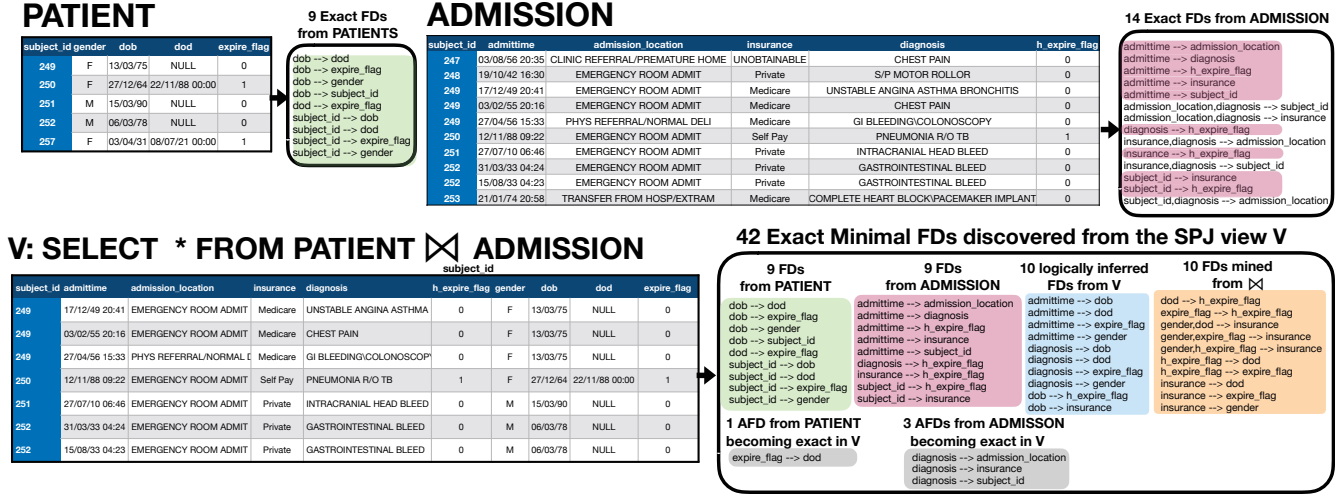 PATIENT
subject_id gender dob dod expire_flag
249 F 13/03/75 NULL 0
250 F 27/12/64 22/11/88 00:00 1
251 M 15/03/90 NULL 0
252 M 06/03/78 NULL 0
257 F 03/04/31 08/07/21 00:00 1
9 Exact FDs
from PATIENTS
dob --> dod
dob --> expire_flag
dob --> gender
dob --> subject_id
dod --> expire_flag
subject_id --> dob
subject_id --> dod
subject_id --> expire_flag
subject_id --> gender
ADMISSION
subject_id admittime admission_location insurance diagnosis h_expire_flag
247 03/08/56 20:35 CLINIC REFERRAL/PREMATURE HOME UNOBTAINABLE CHEST PAIN 0
248 19/10/42 16:30 EMERGENCY ROOM ADMIT Private S/P MOTOR ROLLOR 0
249 17/12/49 20:41 EMERGENCY ROOM ADMIT Medicare UNSTABLE ANGINA ASTHMA BRONCHITIS 0
249 03/02/55 20:16 EMERGENCY ROOM ADMIT Medicare CHEST PAIN 0
249 27/04/56 15:33 PHYS REFERRAL/NORMAL DELI Medicare GI BLEEDING\COLONOSCOPY 0
250 12/11/88 09:22 EMERGENCY ROOM ADMIT Self Pay PNEUMONIA R/O TB 1
251 27/07/10 06:46 EMERGENCY ROOM ADMIT Private INTRACRANIAL HEAD BLEED 0
252 31/03/33 04:24 EMERGENCY ROOM ADMIT Private GASTROINTESTINAL BLEED 0
252 15/08/33 04:23 EMERGENCY ROOM ADMIT Private GASTROINTESTINAL BLEED 0
253 21/01/74 20:58 TRANSFER FROM HOSP/EXTRAM Medicare COMPLETE HEART BLOCK\PACEMAKER IMPLANT 0
14 Exact FDs from ADMISSION
admittime --> admission_location
admittime --> diagnosis
admittime --> h_expire_flag
admittime --> insurance
admittime --> subject_id
admission_location,diagnosis --> subject_id
admission_location,diagnosis --> insurance
diagnosis --> h_expire_flag
insurance,diagnosis --> admission_location
insurance --> h_expire_flag
insurance,diagnosis --> subject_id
subject_id --> insurance
subject_id --> h_expire_flag
subject_id,diagnosis --> admission_location
V: SELECT * FROM PATIENT ⋈ ADMISSION
subject_id
subject_id admittime admission_location insurance diagnosis h_expire_flag gender dob dod expire_flag
249 17/12/49 20:41 EMERGENCY ROOM ADMIT Medicare UNSTABLE ANGINA ASTHMA 0 F 13/03/75 NULL 0
249 03/02/55 20:16 EMERGENCY ROOM ADMIT Medicare CHEST PAIN 0 F 13/03/75 NULL 0
249 27/04/56 15:33 PHYS REFERRAL/NORMAL D Medicare GI BLEEDING\COLONOSCOPY 0 F 13/03/75 NULL 0
250 12/11/88 09:22 EMERGENCY ROOM ADMIT Self Pay PNEUMONIA R/O TB 1 F 27/12/64 22/11/88 00:00 1
251 27/07/10 06:46 EMERGENCY ROOM ADMIT Private INTRACRANIAL HEAD BLEED 0 M 15/03/90 NULL 0
252 31/03/33 04:24 EMERGENCY ROOM ADMIT Private GASTROINTESTINAL BLEED 0 M 06/03/78 NULL 0
252 15/08/33 04:23 EMERGENCY ROOM ADMIT Private GASTROINTESTINAL BLEED 0 M 06/03/78 NULL 0
42 Exact Minimal FDs discovered from the SPJ view V
9 FDs
from PATIENT
dob --> dod
dob --> expire_flag
dob --> gender
dob --> subject_id
dod --> expire_flag
subject_id --> dob
subject_id --> dod
subject_id --> expire_flag
subject_id --> gender
9 FDs
from ADMISSION
admittime --> admission_location
admittime --> diagnosis
admittime --> h_expire_flag
admittime --> insurance
admittime --> subject_id
diagnosis --> h_expire_flag
insurance --> h_expire_flag
subject_id --> h_expire_flag
subject_id --> insurance
10 logically inferred
FDs from V
admittime --> dob
admittime --> dod
admittime --> expire_flag
admittime --> gender
diagnosis --> dob
diagnosis --> dod
diagnosis --> expire_flag
diagnosis --> gender
dob --> h_expire_flag
dob --> insurance
10 FDs mined
from ⋈
dod --> h_expire_flag
expire_flag --> h_expire_flag
gender,dod --> insurance
gender,expire_flag --> insurance
gender,h_expire_flag --> insurance
h_expire_flag --> dod
h_expire_flag --> expire_flag
insurance --> dod
insurance --> expire_flag
insurance --> gender
1 AFD from PATIENT
becoming exact in V
expire_flag --> dod
3 AFDs from ADMISSON
becoming exact in V
diagnosis --> admission_location
diagnosis --> insurance
diagnosis --> subject_id